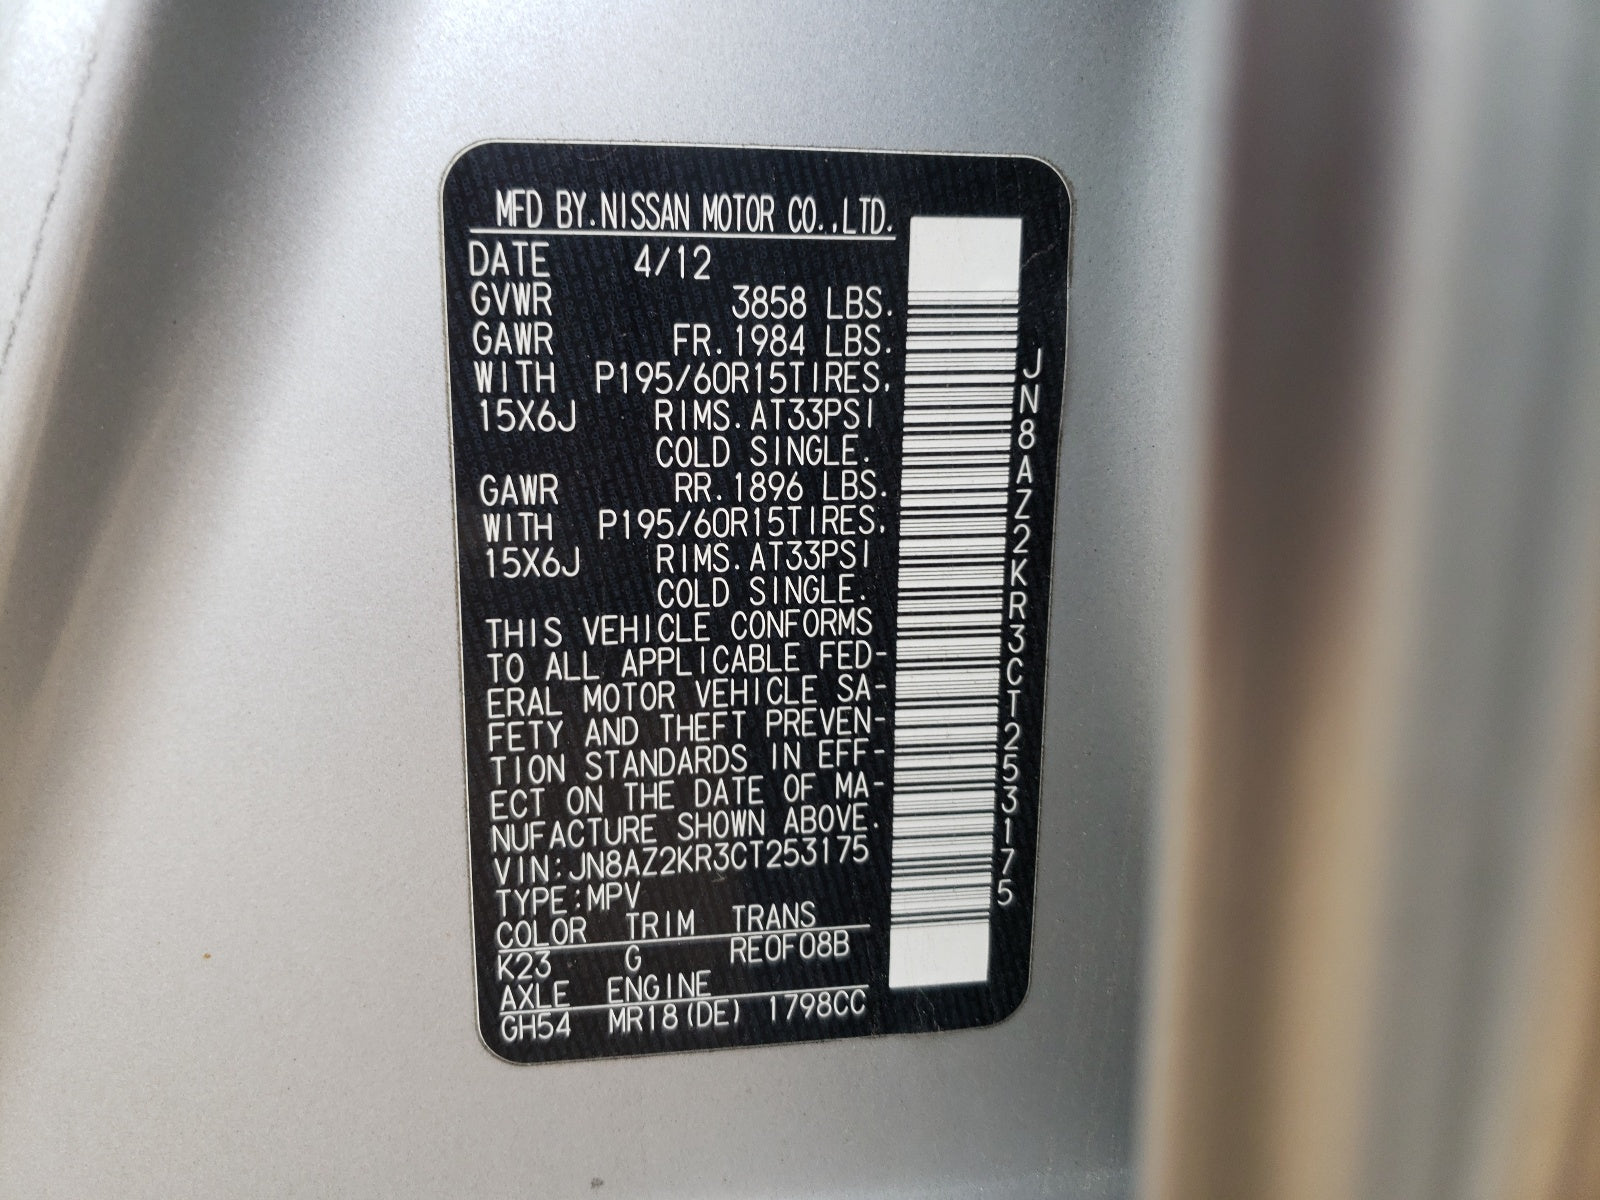 MFD BY.NISSAN MOTOR CO.,LTD.
DATE 4/12
GVWR 3858 LBS.
GAWR FR.1984 LBS.
WITH P195/60R15TIRES,
15X6J RIMS.AT33PSI
COLD SINGLE.
GAWR RR.1896 LBS.
WITH P195/60R15TIRES,
15X6J RIMS.AT33PSI
COLD SINGLE.
THIS VEHICLE CONFORMS
TO ALL APPLICABLE FED-
ERAL MOTOR VEHICLE SA-
FETY AND THEFT PREVEN-
TION STANDARDS IN EFF-
ECT ON THE DATE OF MA-
NUFACTURE SHOWN ABOVE.
VIN:JN8AZ2KR3CT253175
TYPE:MPV
COLOR TRIM TRANS
K23 G RE0F08B
AXLE ENGINE
GH54 MR18(DE) 1798CC
JN8AZ2KR3CT253175